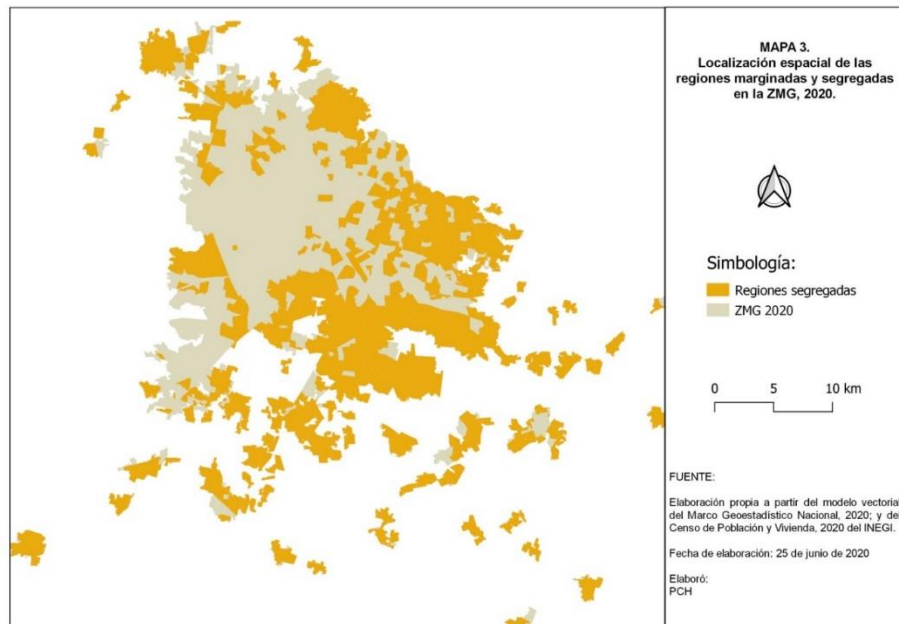 MAPA 3.
Localización espacial de las
regiones marginadas y segregadas
en la ZMG, 2020.
Simbología:
Regiones segregadas
ZMG 2020
0 5 10 km
FUENTE:
Elaboración propia a partir del modelo vectorial
del Marco Geoestadístico Nacional, 2020; y del
Censo de Población y Vivienda, 2020 del INEGI.
Fecha de elaboración: 25 de junio de 2020
Elaboró:
PCH